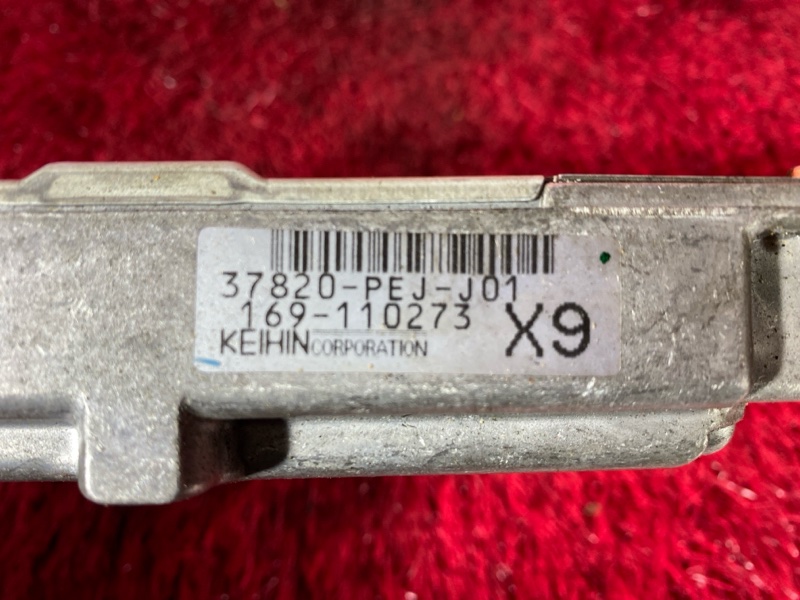 37820-PEJ-J01
169-110273
X9
KEIHIN CORPORATION